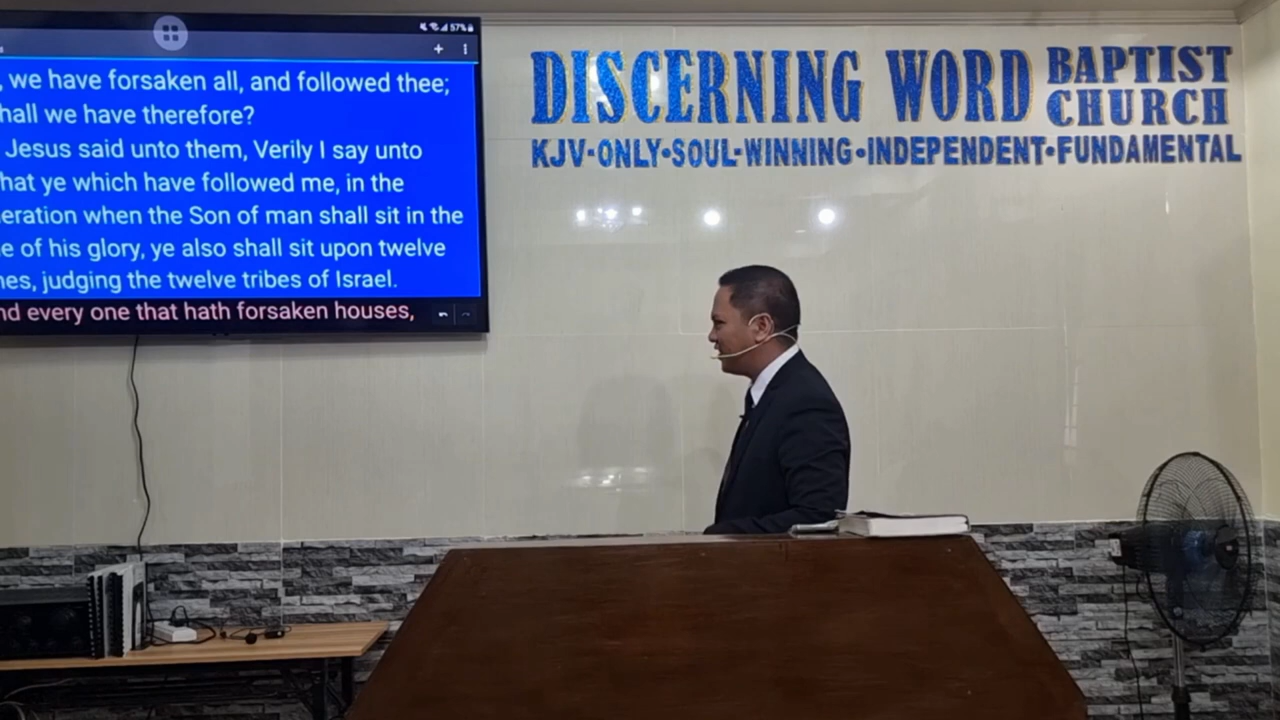 57%
, we have forsaken all, and followed thee;
hall we have therefore?
Jesus said unto them, Verily I say unto
hat ye which have followed me, in the
eration when the Son of man shall sit in the
e of his glory, ye also shall sit upon twelve
nes, judging the twelve tribes of Israel.
nd every one that hath forsaken houses,
DISCERNING WORD BAPTIST CHURCH
KJV-ONLY•SOUL-WINNING•INDEPENDENT•FUNDAMENTAL